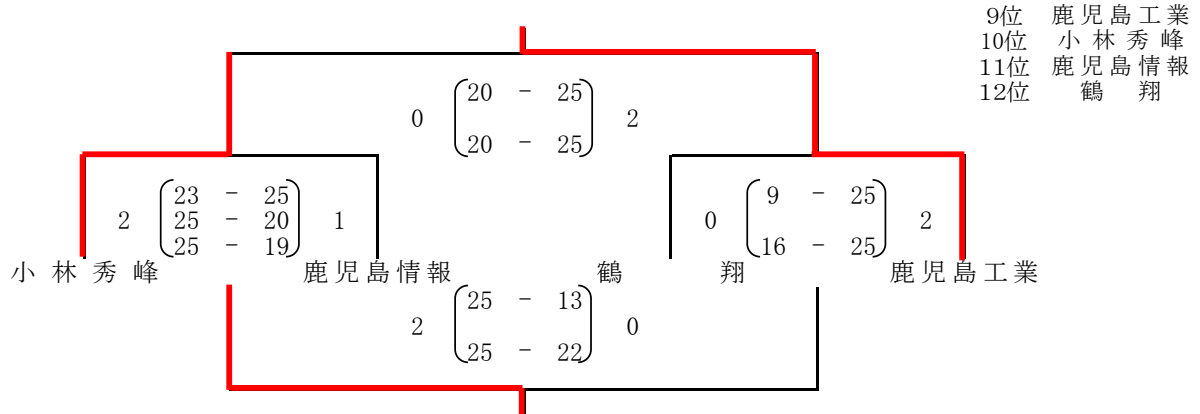 9位 鹿児島工業
10位 小林秀峰
11位 鹿児島情報
12位 鶴 翔
20 - 25
0 2
20 - 25
23 - 25
2 25 - 20 1
25 - 19
9 - 25
0 2
16 - 25
小林秀峰 鹿児島情報 鶴 翔 鹿児島工業
25 - 13
2 0
25 - 22